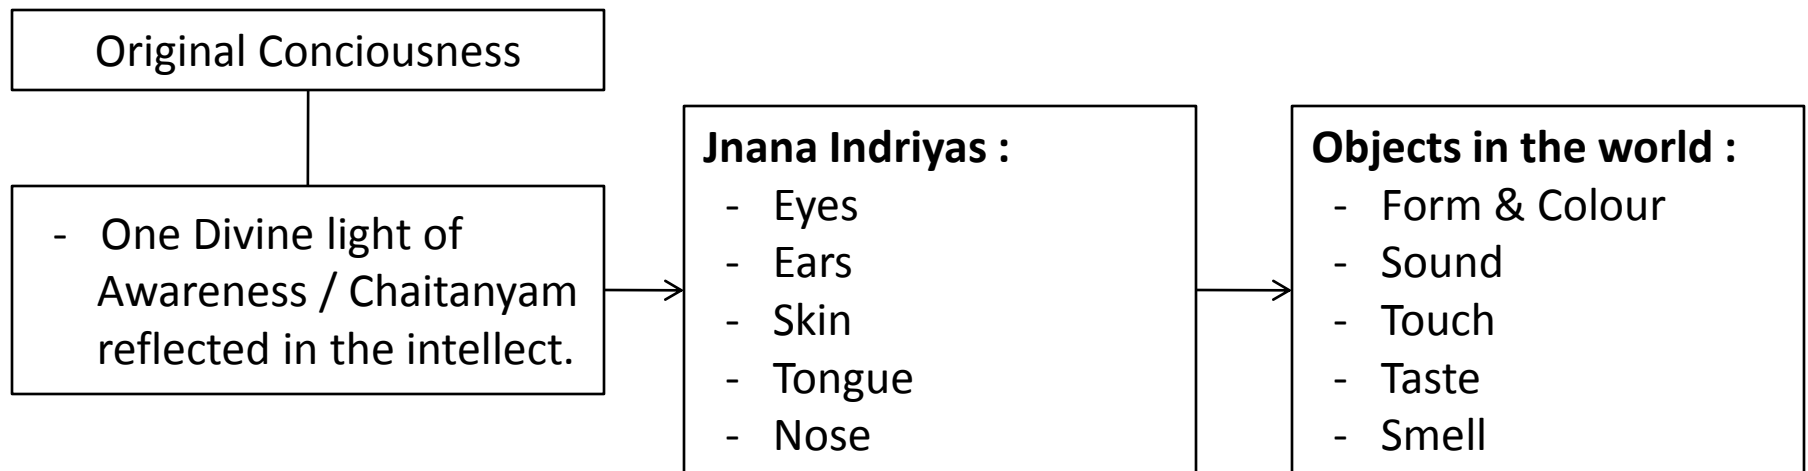 Original Conciousness
- One Divine light of
Awareness / Chaitanyam
reflected in the intellect.
Jnana Indriyas :
- Eyes
- Ears
- Skin
- Tongue
- Nose
Objects in the world :
- Form & Colour
- Sound
- Touch
- Taste
- Smell